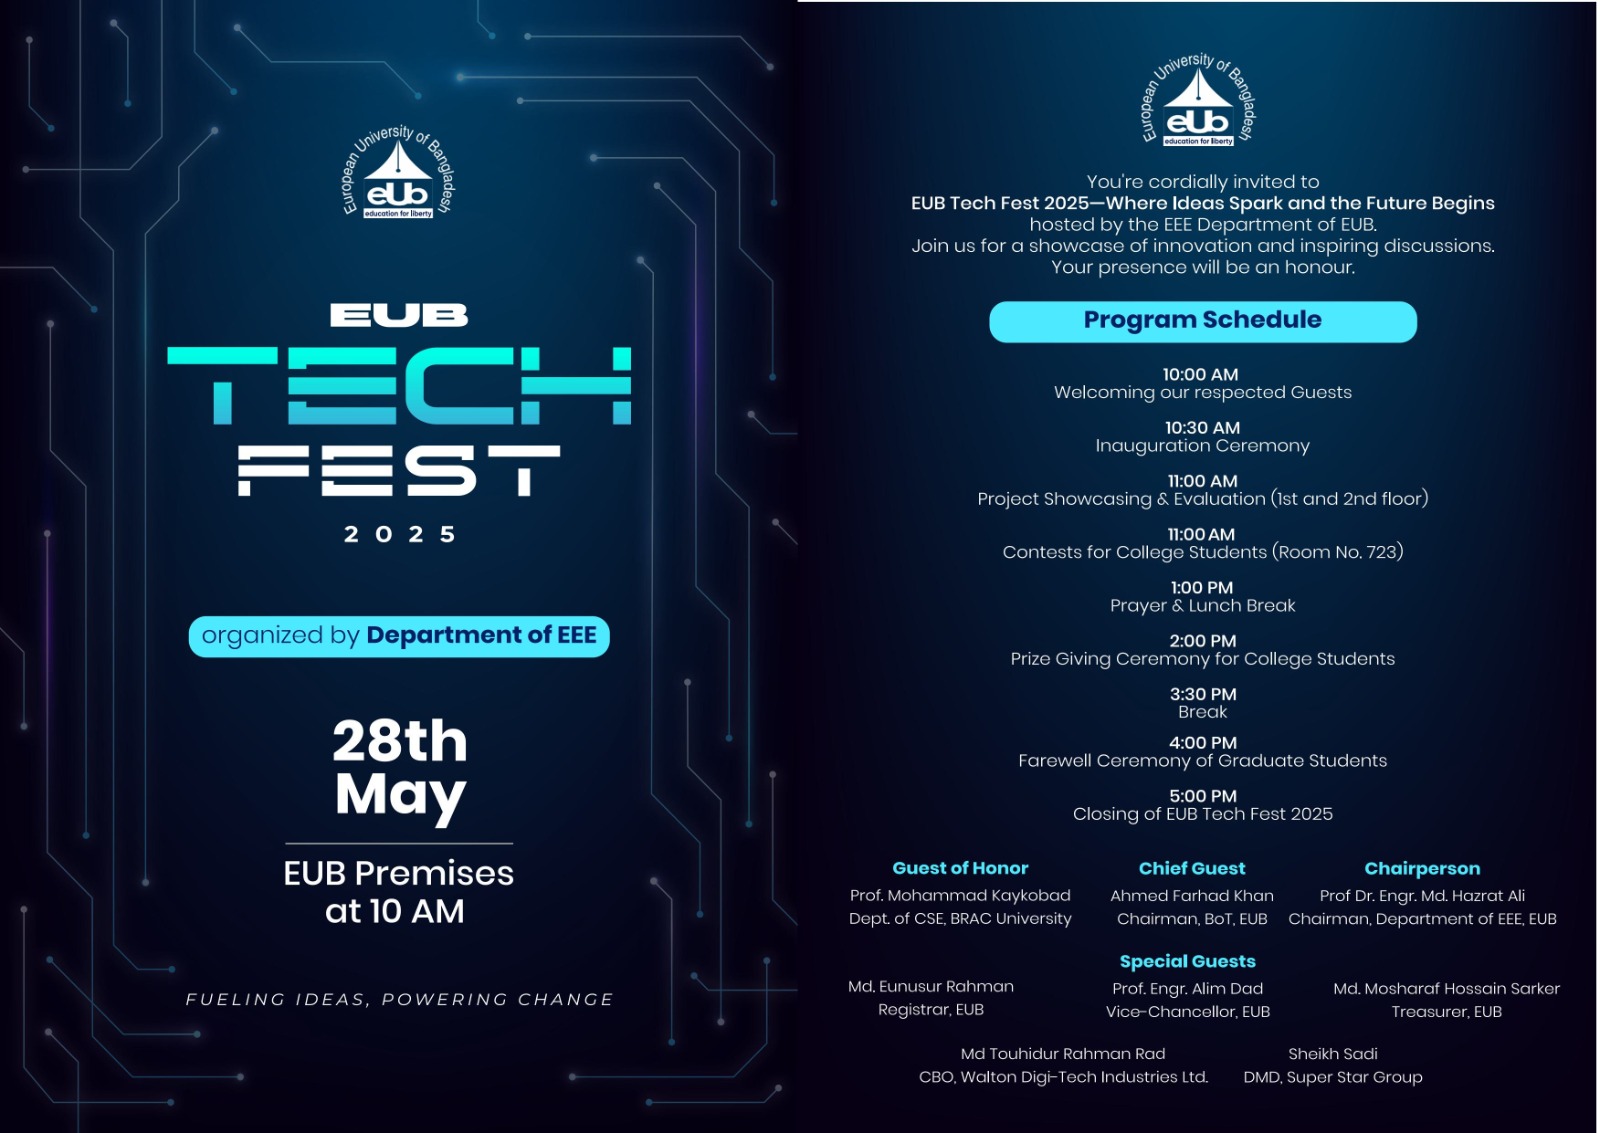 European University of Bangladesh
eUb
education for liberty
EUB
TECH
FEST
2025
organized by Department of EEE
28th
May
EUB Premises
at 10 AM
FUELING IDEAS, POWERING CHANGE
European University of Bangladesh
eUb
education for liberty
You're cordially invited to
EUB Tech Fest 2025—Where Ideas Spark and the Future Begins
hosted by the EEE Department of EUB.
Join us for a showcase of innovation and inspiring discussions.
Your presence will be an honour.
Program Schedule
10:00 AM
Welcoming our respected Guests
10:30 AM
Inauguration Ceremony
11:00 AM
Project Showcasing & Evaluation (1st and 2nd floor)
11:00 AM
Contests for College Students (Room No. 723)
1:00 PM
Prayer & Lunch Break
2:00 PM
Prize Giving Ceremony for College Students
3:30 PM
Break
4:00 PM
Farewell Ceremony of Graduate Students
5:00 PM
Closing of EUB Tech Fest 2025
Guest of Honor
Prof. Mohammad Kaykobad
Dept. of CSE, BRAC University
Chief Guest
Ahmed Farhad Khan
Chairman, BoT, EUB
Chairperson
Prof Dr. Engr. Md. Hazrat Ali
Chairman, Department of EEE, EUB
Special Guests
Md. Eunusur Rahman
Registrar, EUB
Prof. Engr. Alim Dad
Vice-Chancellor, EUB
Md. Mosharaf Hossain Sarker
Treasurer, EUB
Md Touhidur Rahman Rad
CBO, Walton Digi-Tech Industries Ltd.
Sheikh Sadi
DMD, Super Star Group